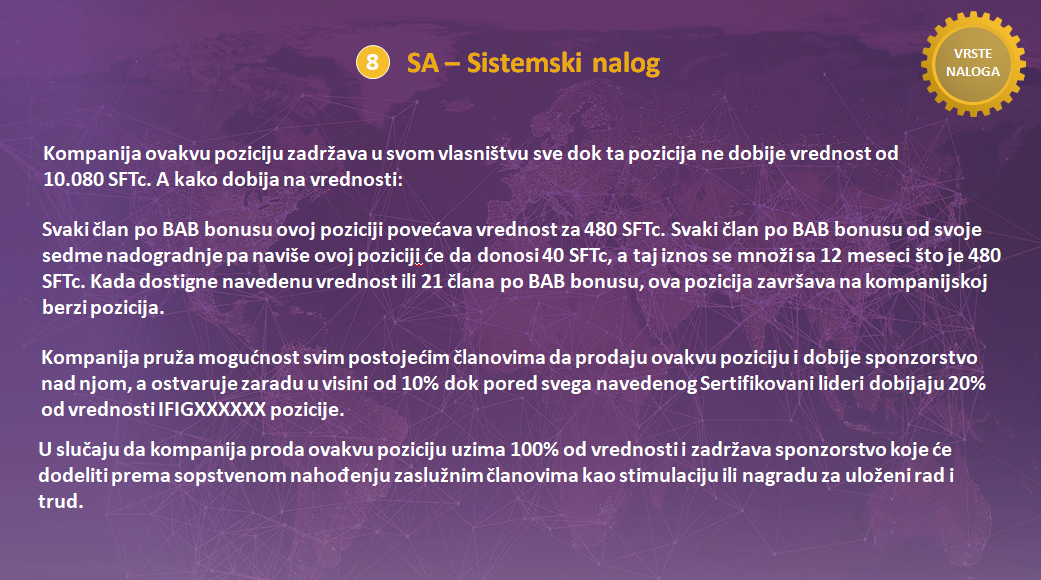 8 SA – Sistemski nalog
VRSTE
NALOGA
Kompanija ovakvu poziciju zadržava u svom vlasništvu sve dok ta pozicija ne dobije vrednost od
10.080 SFTc. A kako dobija na vrednosti:
Svaki član po BAB bonusu ovoj poziciji povećava vrednost za 480 SFTc. Svaki član po BAB bonusu od svoje
sedme nadogradnje pa naviše ovoj poziciji će da donosi 40 SFTc, a taj iznos se množi sa 12 meseci što je 480
SFTc. Kada dostigne navedenu vrednost ili 21 člana po BAB bonusu, ova pozicija završava na kompanijskoj
berzi pozicija.
Kompanija pruža mogućnost svim postojećim članovima da prodaju ovakvu poziciju i dobije sponzorstvo
nad njom, a ostvaruje zaradu u visini od 10% dok pored svega navedenog Sertifikovani lideri dobijaju 20%
od vrednosti IFIGXXXXXX pozicije.
U slučaju da kompanija proda ovakvu poziciju uzima 100% od vrednosti i zadržava sponzorstvo koje će
dodeliti prema sopstvenom nahođenju zaslužnim članovima kao stimulaciju ili nagradu za uloženi rad i
trud.